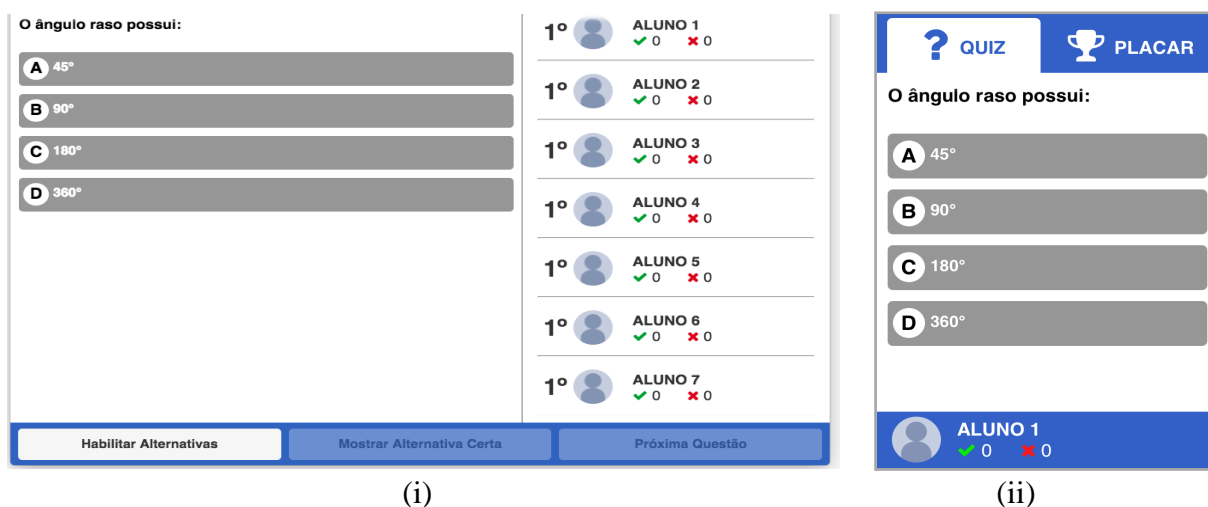 O ângulo raso possui:
A 45°
B 90°
C 180°
D 360°
1º ALUNO 1
0 0
1º ALUNO 2
0 0
1º ALUNO 3
0 0
1º ALUNO 4
0 0
1º ALUNO 5
0 0
1º ALUNO 6
0 0
1º ALUNO 7
0 0
Habilitar Alternativas Mostrar Alternativa Certa Próxima Questão
(i)
? QUIZ PLACAR
O ângulo raso possui:
A 45°
B 90°
C 180°
D 360°
ALUNO 1
0 0
(ii)